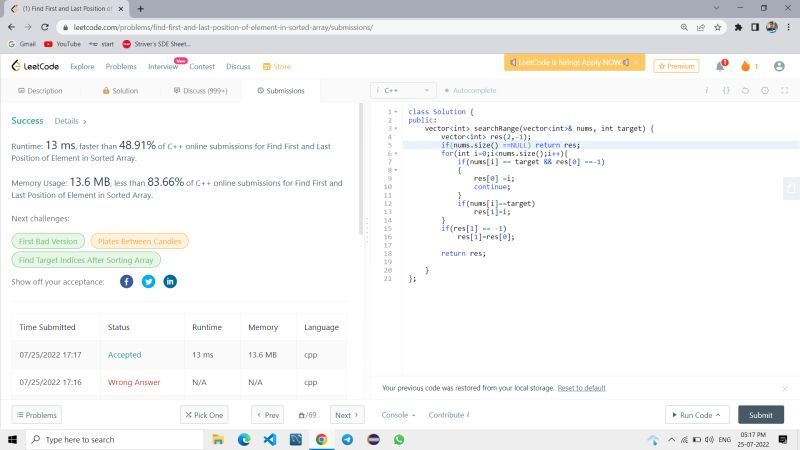 (1) Find First and Last Position of
leetcode.com/problems/find-first-and-last-position-of-element-in-sorted-array/submissions/
Gmail YouTube start Striver's SDE Sheet...
LeetCode Explore Problems Interview New Contest Discuss Store
LeetCode is hiring! Apply NOW. Premium 1 1
Description Solution Discuss (999+) Submissions
i C++ Autocomplete
Success Details >
Runtime: 13 ms, faster than 48.91% of C++ online submissions for Find First and Last
Position of Element in Sorted Array.
Memory Usage: 13.6 MB, less than 83.66% of C++ online submissions for Find First and
Last Position of Element in Sorted Array.
Next challenges:
First Bad Version Plates Between Candles
Find Target Indices After Sorting Array
Show off your acceptance:
Time Submitted Status Runtime Memory Language
07/25/2022 17:17 Accepted 13 ms 13.6 MB cpp
07/25/2022 17:16 Wrong Answer N/A N/A cpp
1 class Solution {
2 public:
3 vector<int> searchRange(vector<int>& nums, int target) {
4 vector<int> res(2,-1);
5 if(nums.size() ==NULL) return res;
6 for(int i=0;i<nums.size();i++){
7 if(nums[i] == target && res[0] ==-1)
8 {
9 res[0] =i;
10 continue;
11 }
12 if(nums[i]==target)
13 res[1]=i;
14 }
15 if(res[1] == -1)
16 res[1]=res[0];
17
18 return res;
19
20 }
21 };
Your previous code was restored from your local storage. Reset to default
Problems Pick One < Prev /69 Next > Console Contribute i Run Code Submit
Type here to search
ENG 05:17 PM
25-07-2022